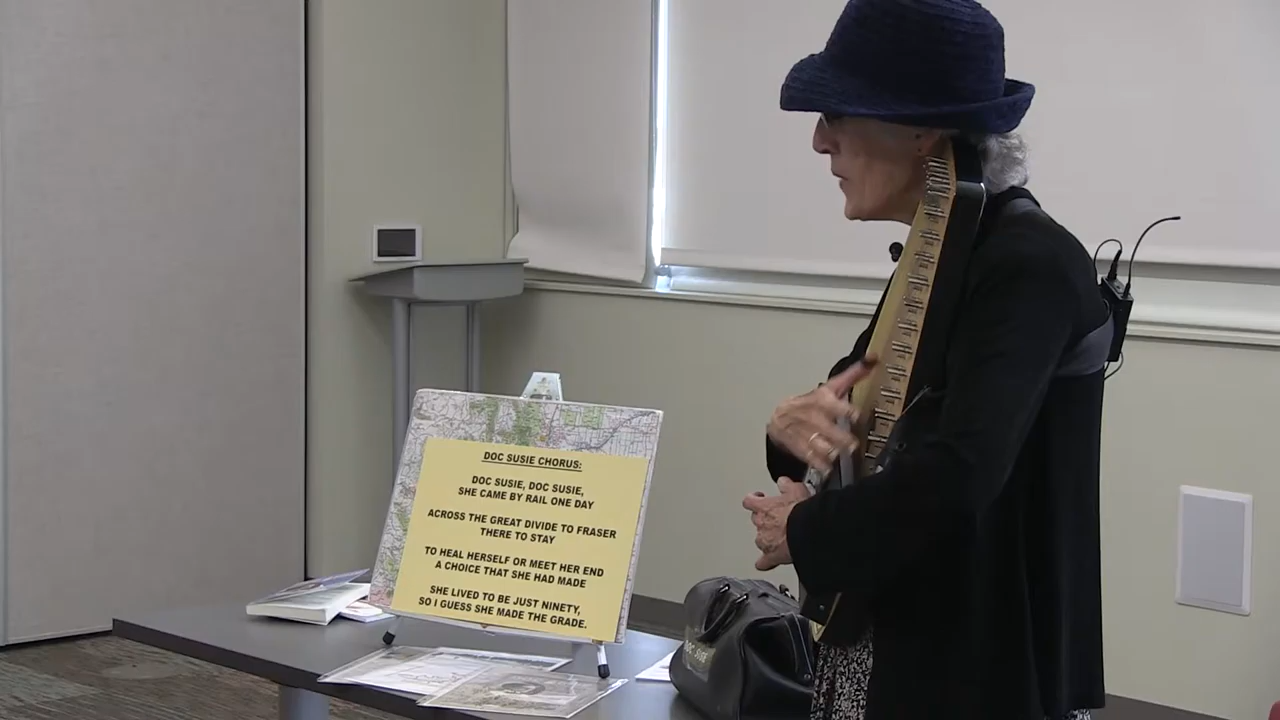 DOC SUSIE CHORUS:
DOC SUSIE, DOC SUSIE,
SHE CAME BY RAIL ONE DAY
ACROSS THE GREAT DIVIDE TO FRASER
THERE TO STAY
TO HEAL HERSELF OR MEET HER END
A CHOICE THAT SHE HAD MADE
SHE LIVED TO BE JUST NINETY,
SO I GUESS SHE MADE THE GRADE.
DOC SUSIE